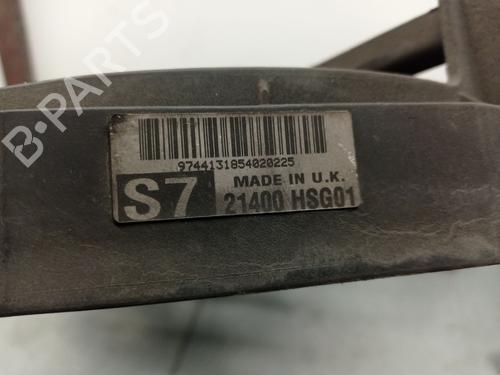 B-PARTS
9744131854020225
S7
MADE IN U.K.
21400 HSG01